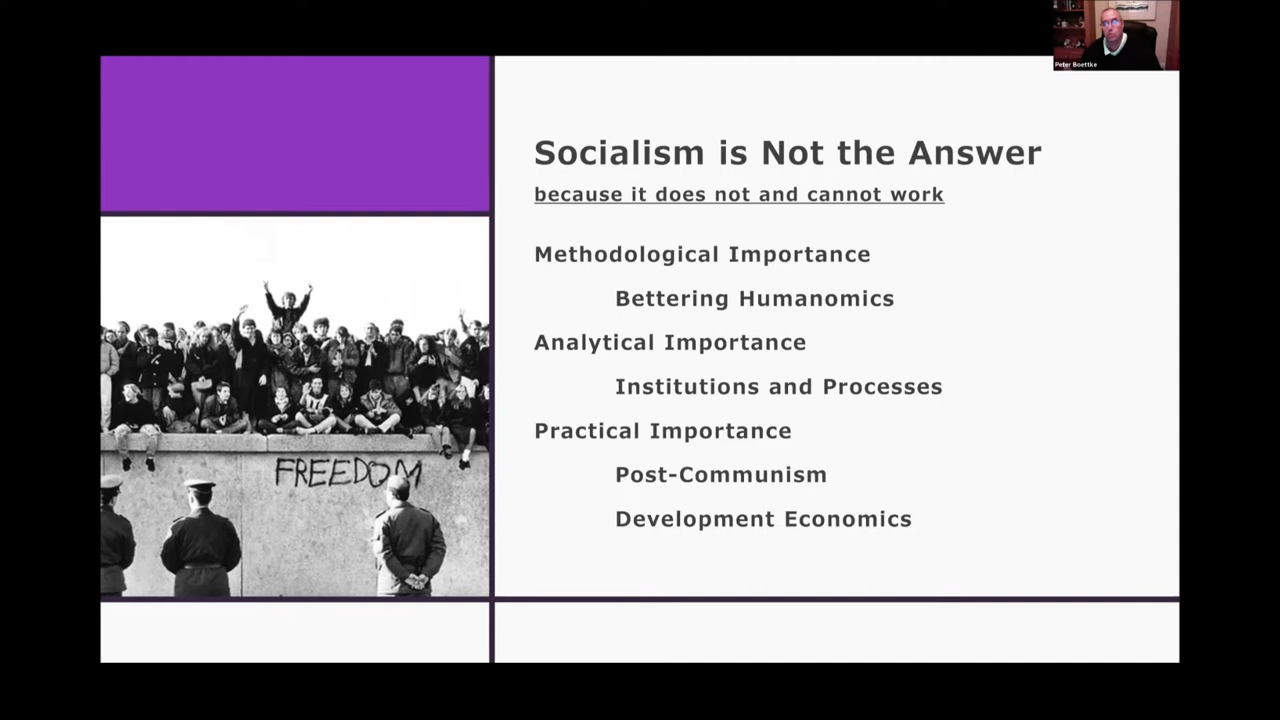 Peter Boettke
Socialism is Not the Answer
because it does not and cannot work
Methodological Importance
Bettering Humanomics
Analytical Importance
Institutions and Processes
Practical Importance
Post-Communism
Development Economics
FREEDOM